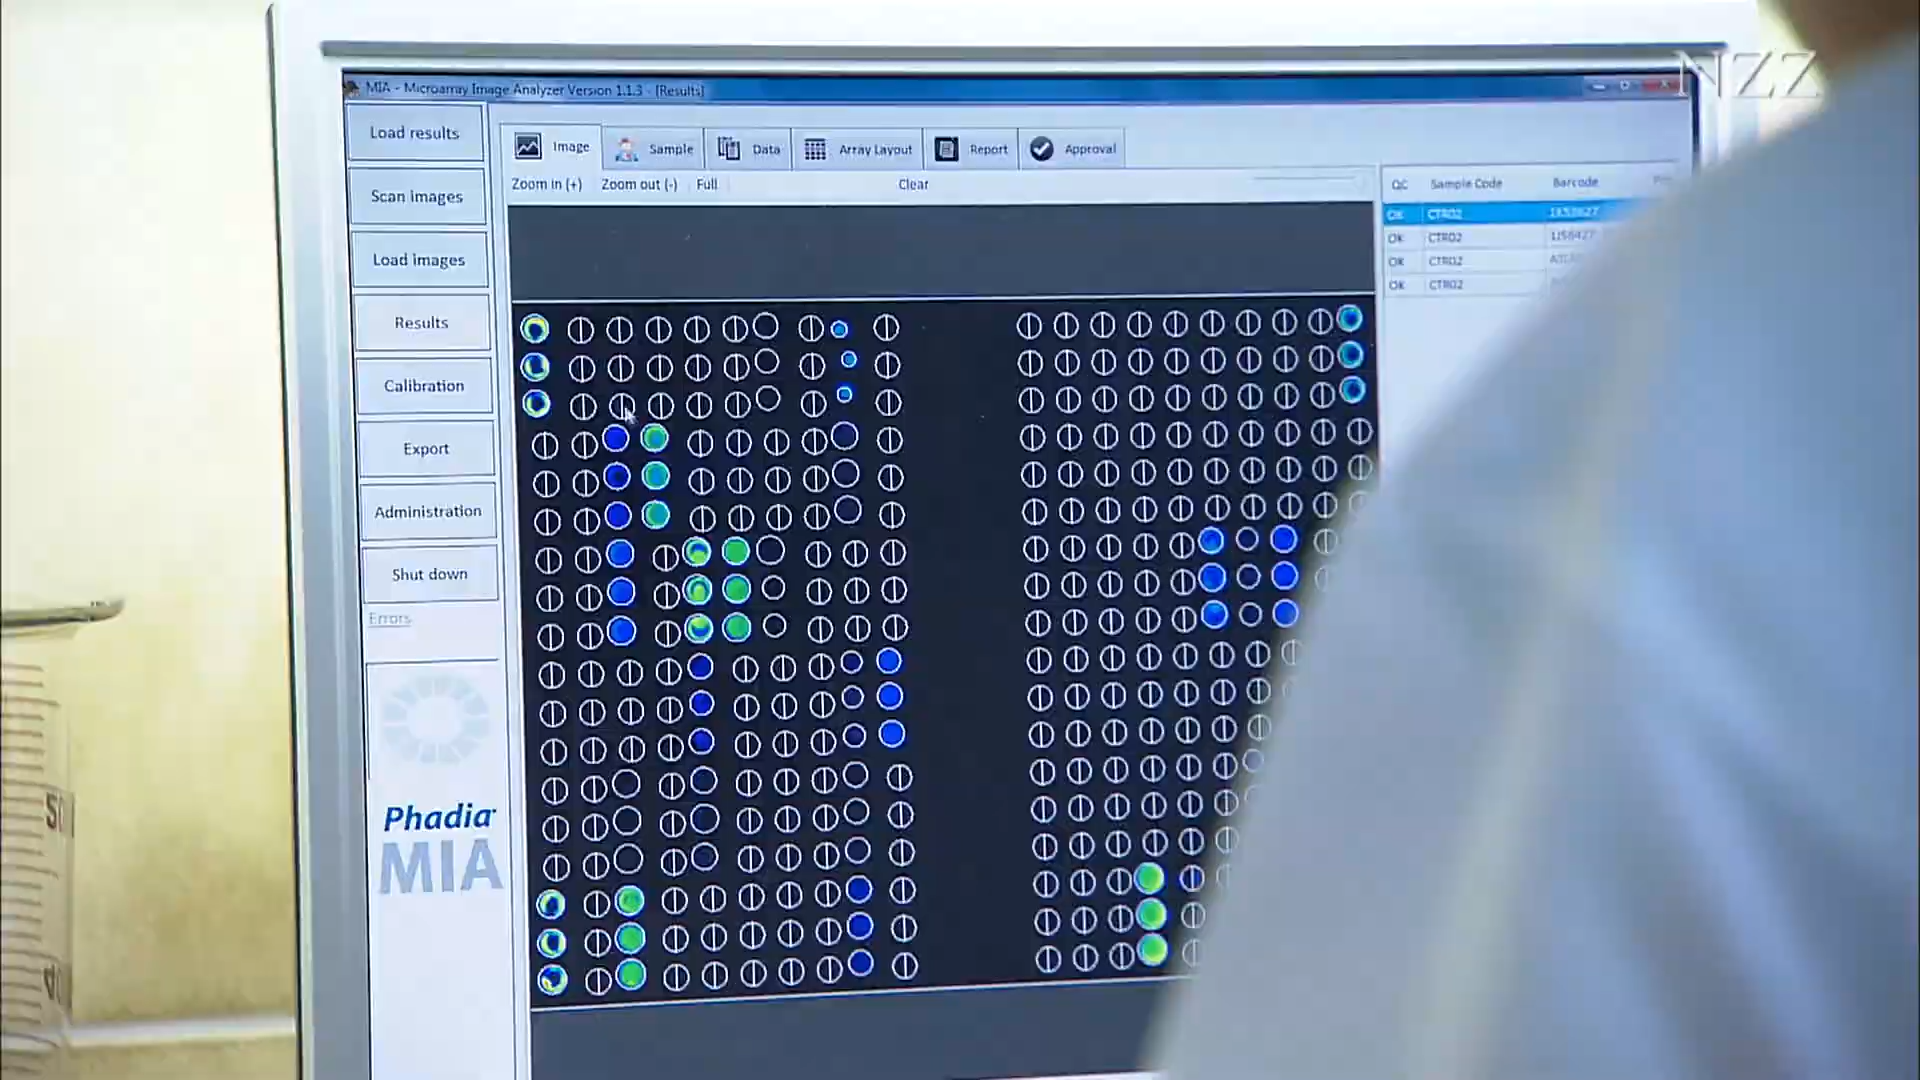 NZZ
MIA - Microarray Image Analyzer Version 1.1.3 - [Results]
Load results
Scan images
Load images
Results
Calibration
Export
Administration
Shut down
Errors
Phadia
MIA
Image Sample Data Array Layout Report Approval
Zoom in (+) Zoom out (-) Full Clear
QC Sample Code Barcode
OK CTR02
OK CTR02
OK CTR02
OK CTR02
50